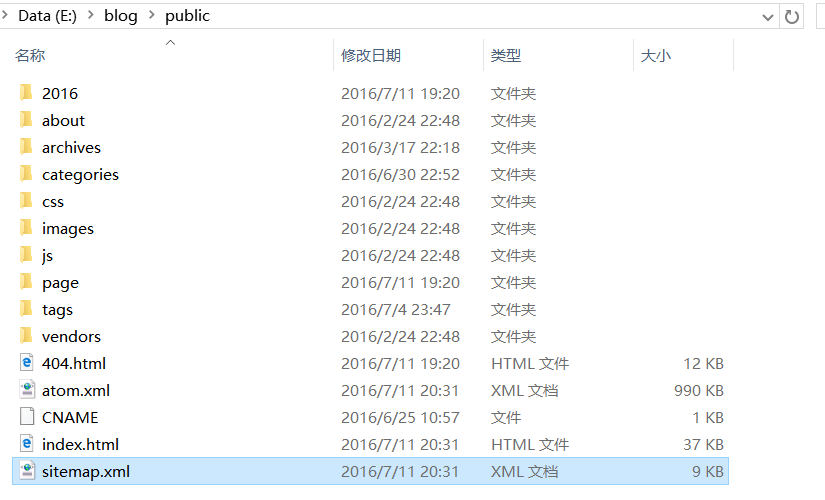 Data (E:) > blog > public
名称 修改日期 类型 大小
2016 2016/7/11 19:20 文件夹
about 2016/2/24 22:48 文件夹
archives 2016/3/17 22:18 文件夹
categories 2016/6/30 22:52 文件夹
css 2016/2/24 22:48 文件夹
images 2016/2/24 22:48 文件夹
js 2016/2/24 22:48 文件夹
page 2016/7/11 19:20 文件夹
tags 2016/7/4 23:47 文件夹
vendors 2016/2/24 22:48 文件夹
404.html 2016/7/11 19:20 HTML 文件 12 KB
atom.xml 2016/7/11 20:31 XML 文档 990 KB
CNAME 2016/6/25 10:57 文件 1 KB
index.html 2016/7/11 20:31 HTML 文件 37 KB
sitemap.xml 2016/7/11 20:31 XML 文档 9 KB